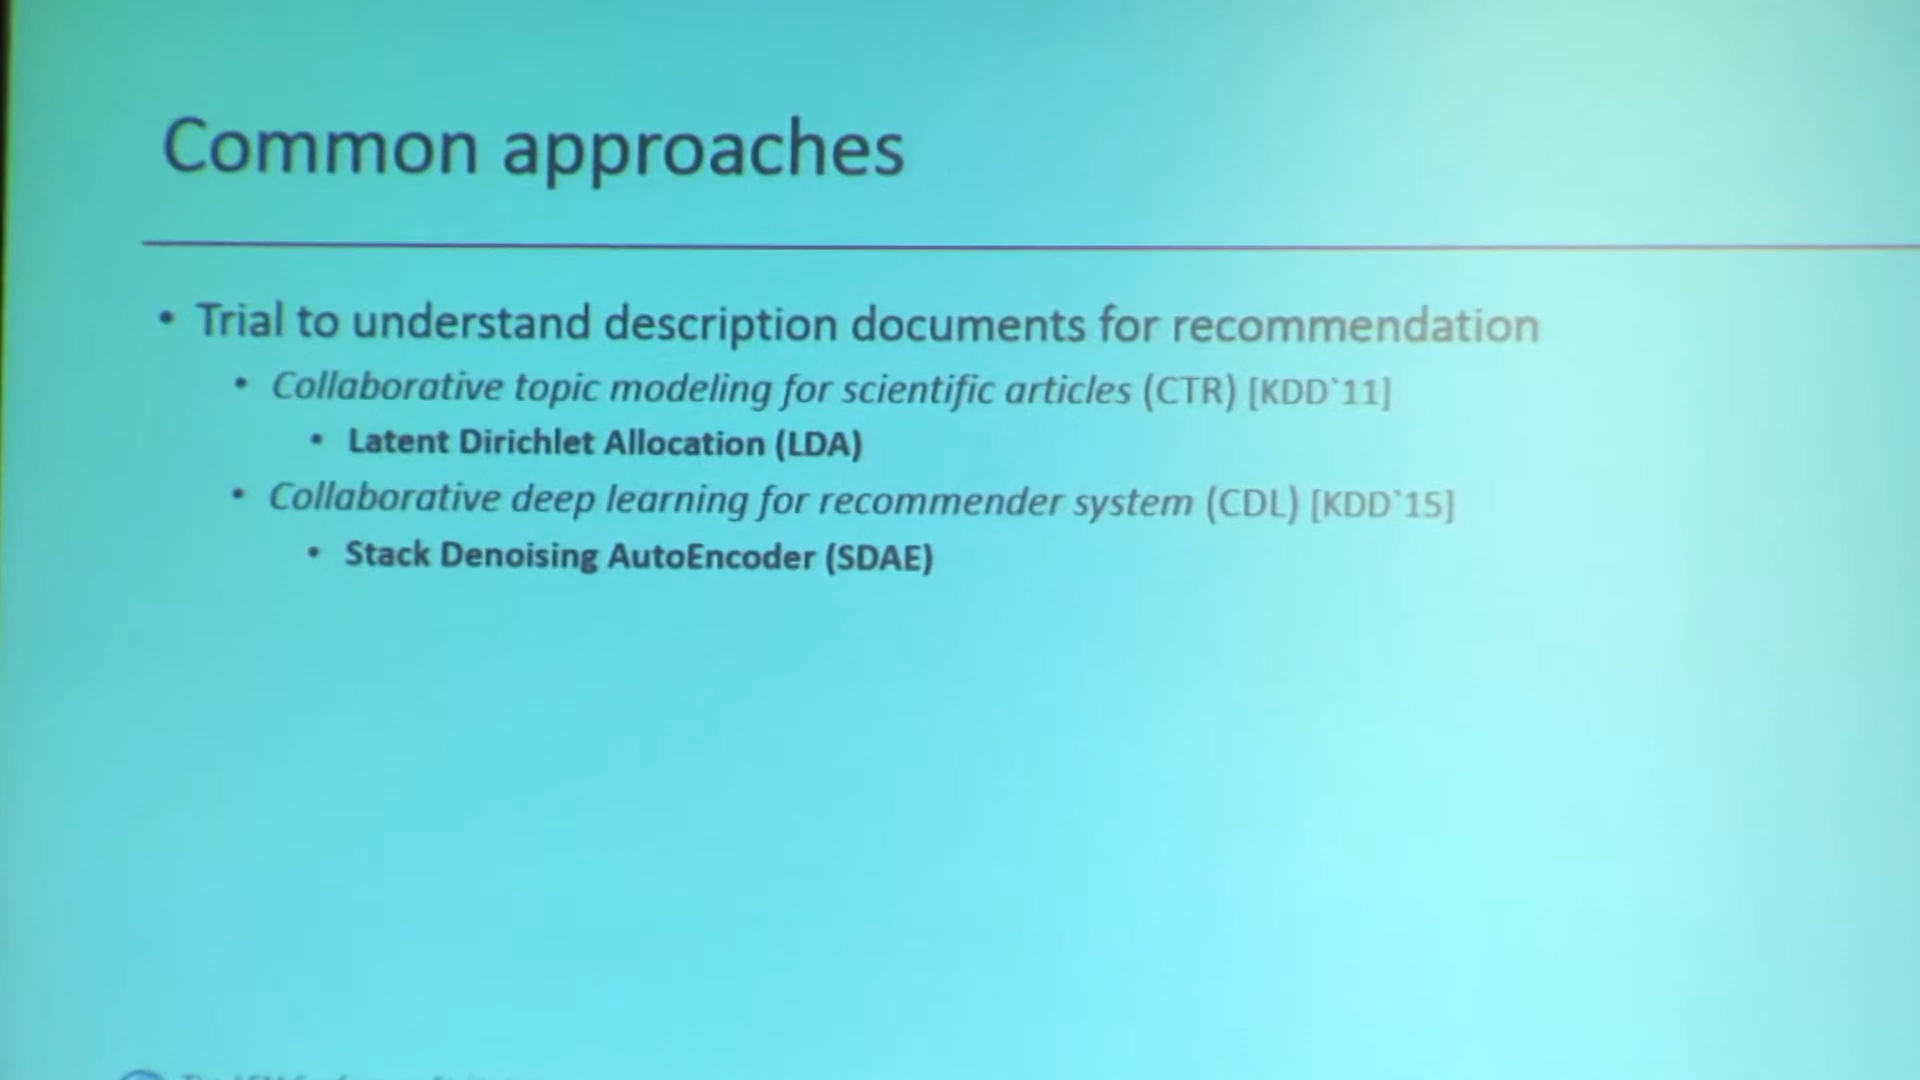 Common approaches
• Trial to understand description documents for recommendation
• Collaborative topic modeling for scientific articles (CTR) [KDD`11]
• Latent Dirichlet Allocation (LDA)
• Collaborative deep learning for recommender system (CDL) [KDD`15]
• Stack Denoising AutoEncoder (SDAE)